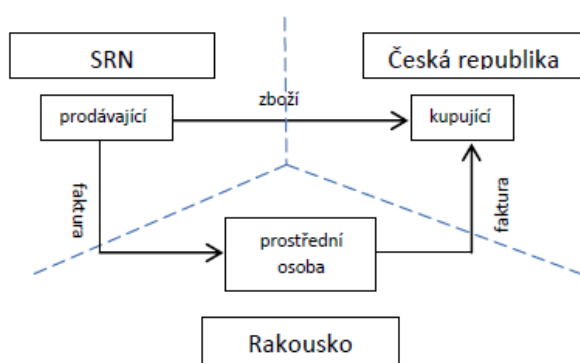 SRN
Česká republika
zboží
prodávající
kupující
faktura
faktura
prostřední
osoba
Rakousko